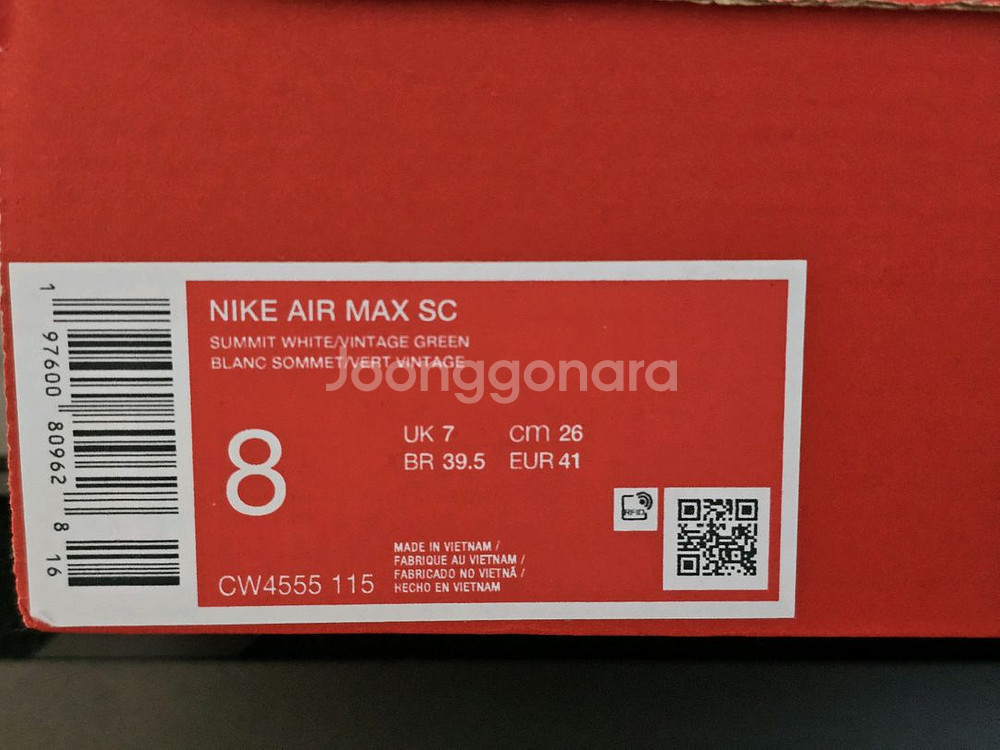 NIKE AIR MAX SC
SUMMIT WHITE/VINTAGE GREEN
BLANC SOMMET/VERT VINTAGE
Joonggonara
8
UK 7 cm 26
BR 39.5 EUR 41
RFID
MADE IN VIETNAM /
FABRIQUE AU VIETNAM /
FABRICADO NO VIETNÃ /
HECHO EN VIETNAM
CW4555 115
1 97600 80962 8 16